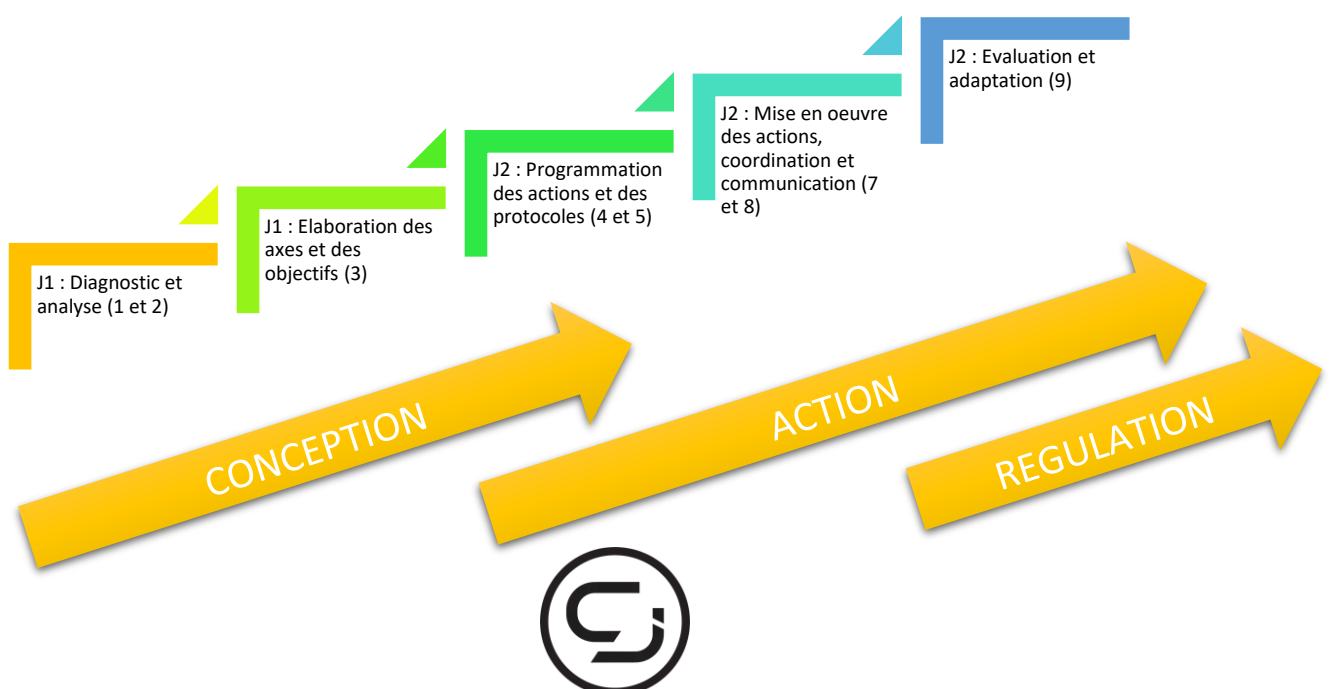 J1 : Diagnostic et
analyse (1 et 2)
J1 : Elaboration des
axes et des
objectifs (3)
J2 : Programmation
des actions et des
protocoles (4 et 5)
J2 : Mise en oeuvre
des actions,
coordination et
communication (7
et 8)
J2 : Evaluation et
adaptation (9)
CONCEPTION
ACTION
REGULATION